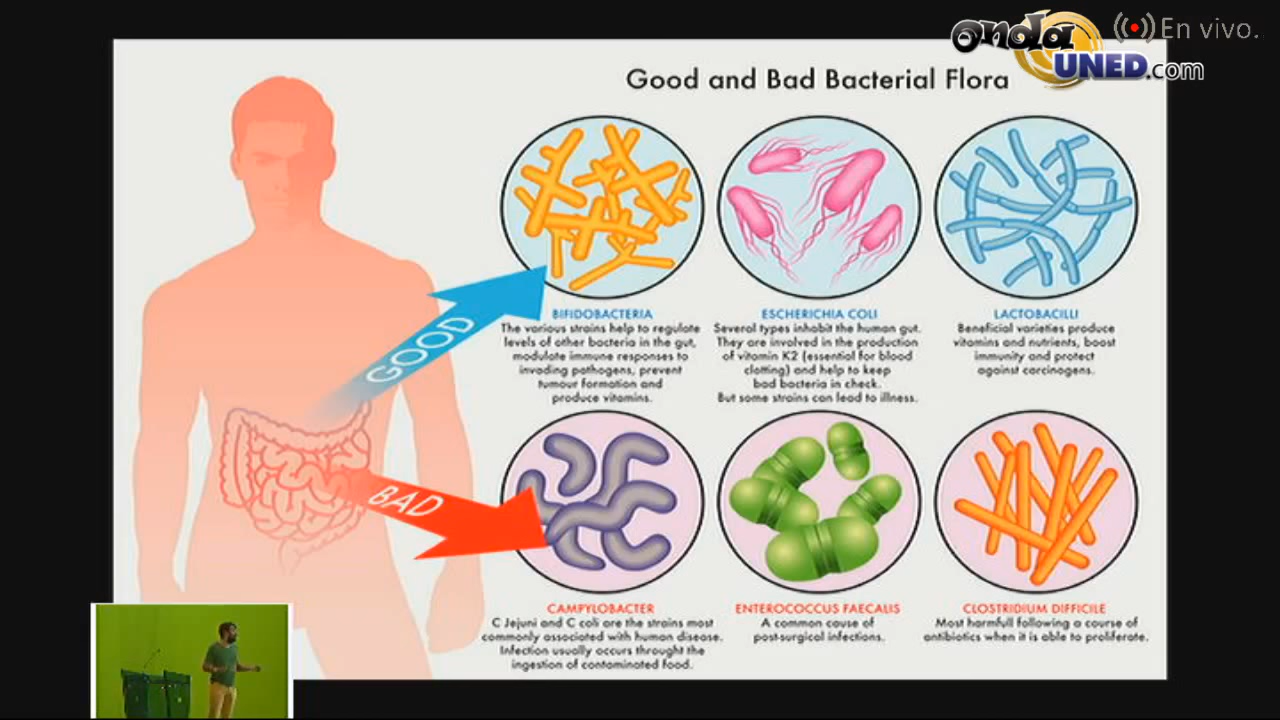 onda
UNED.com
En vivo.
Good and Bad Bacterial Flora
GOOD
BAD
BIFIDOBACTERIA
The various strains help to regulate
levels of other bacteria in the gut,
modulate immune responses to
invading pathogens, prevent
tumour formation and
produce vitamins.
ESCHERICHIA COLI
Several types inhabit the human gut.
They are involved in the production
of vitamin K2 (essential for blood
clotting) and help to keep
bad bacteria in check.
But some strains can lead to illness.
LACTOBACILLI
Beneficial varieties produce
vitamins and nutrients, boost
immunity and protect
against carcinogens.
CAMPYLOBACTER
C Jejuni and C coli are the strains most
commonly associated with human disease.
Infection usually occurs throught the
ingestion of contaminated food.
ENTEROCOCCUS FAECALIS
A common cause of
post-surgical infections.
CLOSTRIDIUM DIFFICILE
Most harmfull following a course of
antibiotics when it is able to proliferate.